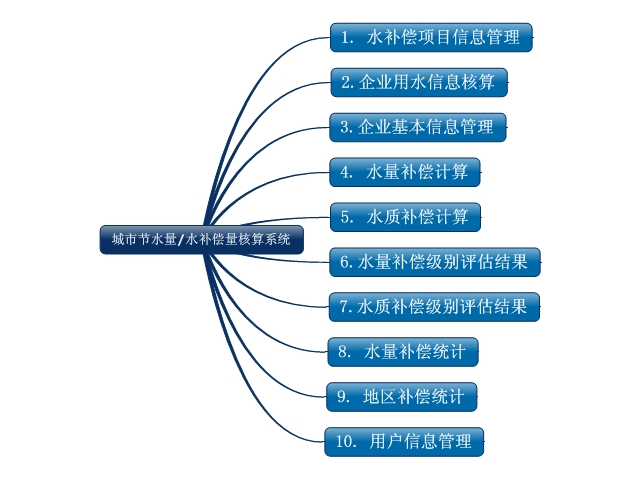 1. 水补偿项目信息管理
2.企业用水信息核算
3.企业基本信息管理
4. 水量补偿计算
5. 水质补偿计算
城市节水量/水补偿量核算系统
6.水量补偿级别评估结果
7.水质补偿级别评估结果
8. 水量补偿统计
9. 地区补偿统计
10. 用户信息管理